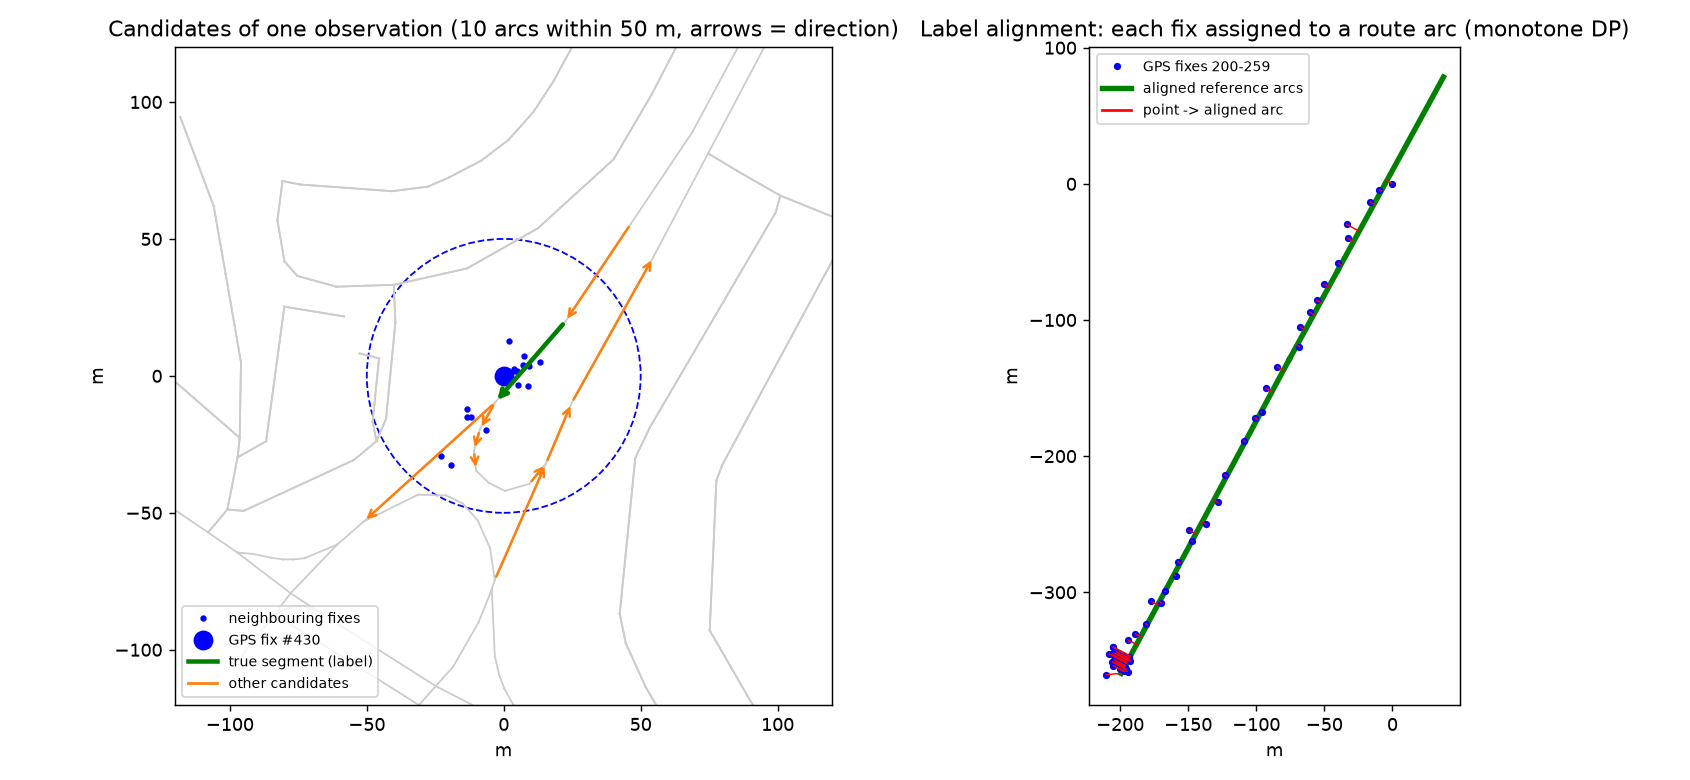 Candidates of one observation (10 arcs within 50 m, arrows = direction)
100
50
0
−50
−100
m
neighbouring fixes
GPS fix #430
true segment (label)
other candidates
−100
−50
0
50
100
m
Label alignment: each fix assigned to a route arc (monotone DP)
100
0
−100
−200
−300
m
GPS fixes 200-259
aligned reference arcs
point -> aligned arc
−200
−150
−100
−50
0
m